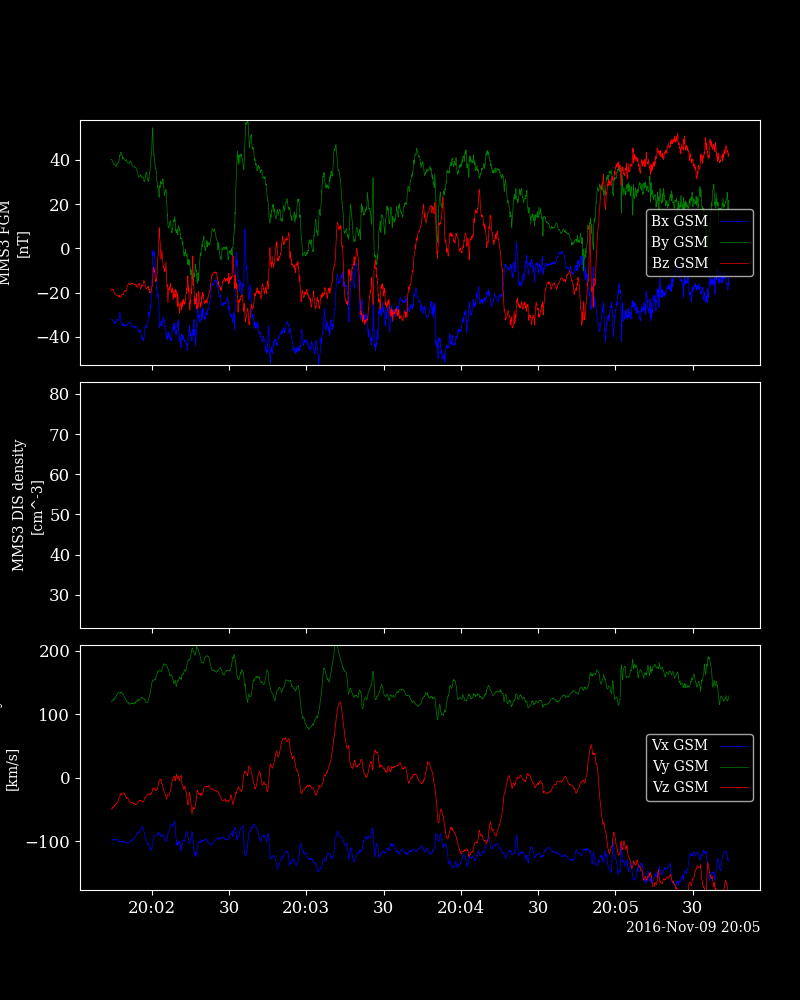 MMS3 FGM
[nT]
40
20
0
−20
−40
Bx GSM
By GSM
Bz GSM
MMS3 DIS density
[cm^-3]
80
70
60
50
40
30
[km/s]
200
100
0
−100
Vx GSM
Vy GSM
Vz GSM
20:02
30
20:03
30
20:04
30
20:05
30
2016-Nov-09 20:05